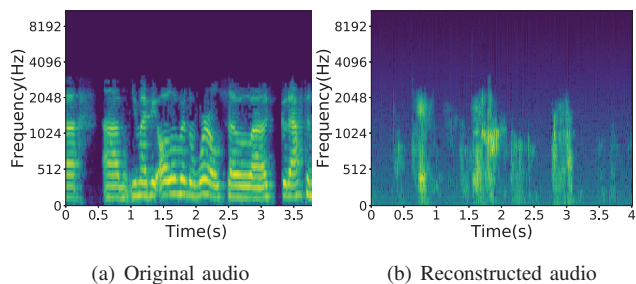 8192
4096
2048
1024
512
0
Frequency(Hz)
0 0.5 1 1.5 2 2.5 3 3.5
Time(s)
(a) Original audio
8192
4096
2048
1024
512
0
Frequency(Hz)
0 0.5 1 1.5 2 2.5 3 3.5 4
Time(s)
(b) Reconstructed audio